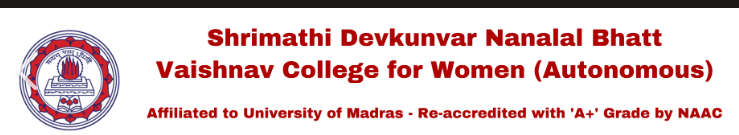 Shrimathi Devkunvar Nanalal Bhatt
Vaishnav College for Women (Autonomous)
Affiliated to University of Madras - Re-accredited with 'A+' Grade by NAAC